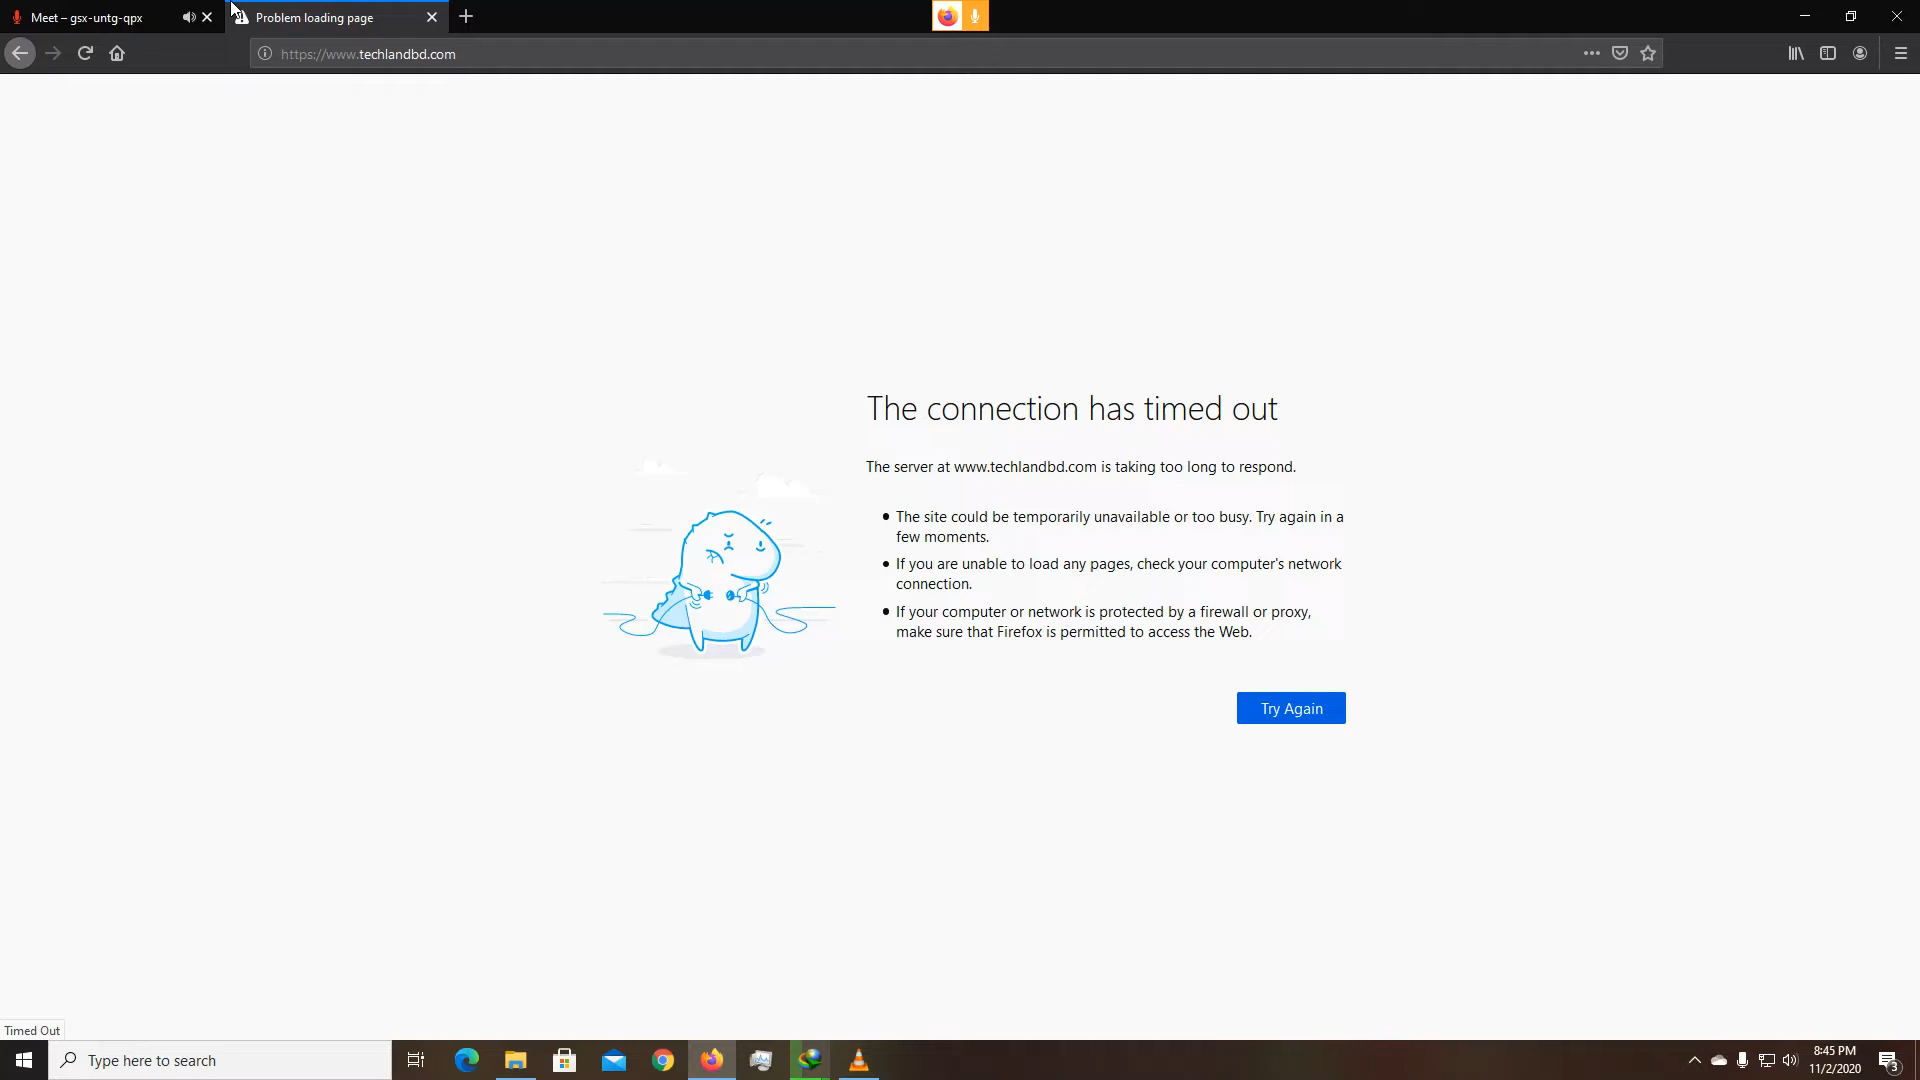 Meet – gsx-untg-qpx
Problem loading page
https://www.techlandbd.com
The connection has timed out
The server at www.techlandbd.com is taking too long to respond.
The site could be temporarily unavailable or too busy. Try again in a
few moments.
If you are unable to load any pages, check your computer's network
connection.
If your computer or network is protected by a firewall or proxy,
make sure that Firefox is permitted to access the Web.
Try Again
Timed Out
Type here to search
8:45 PM
11/2/2020
3